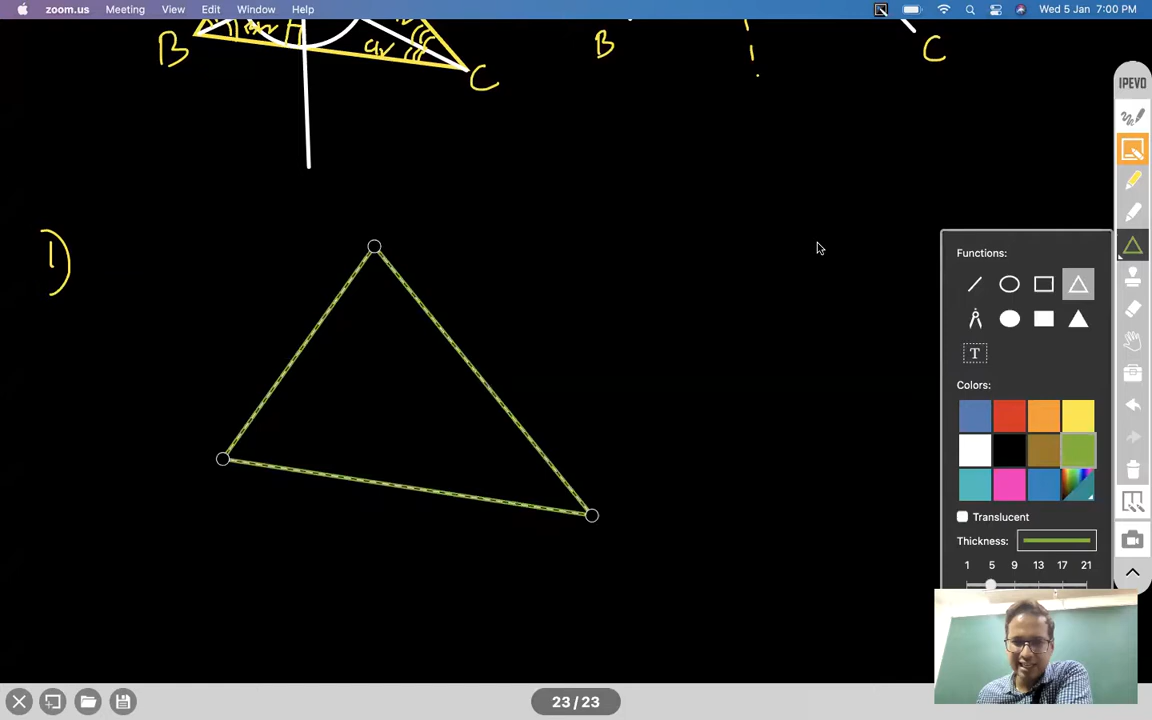 zoom.us Meeting View Edit Window Help Wed 5 Jan 7:00 PM
B C B C
IPEVO
1)
Functions:
T
Colors:
Translucent
Thickness:
1 5 9 13 17 21
23 / 23